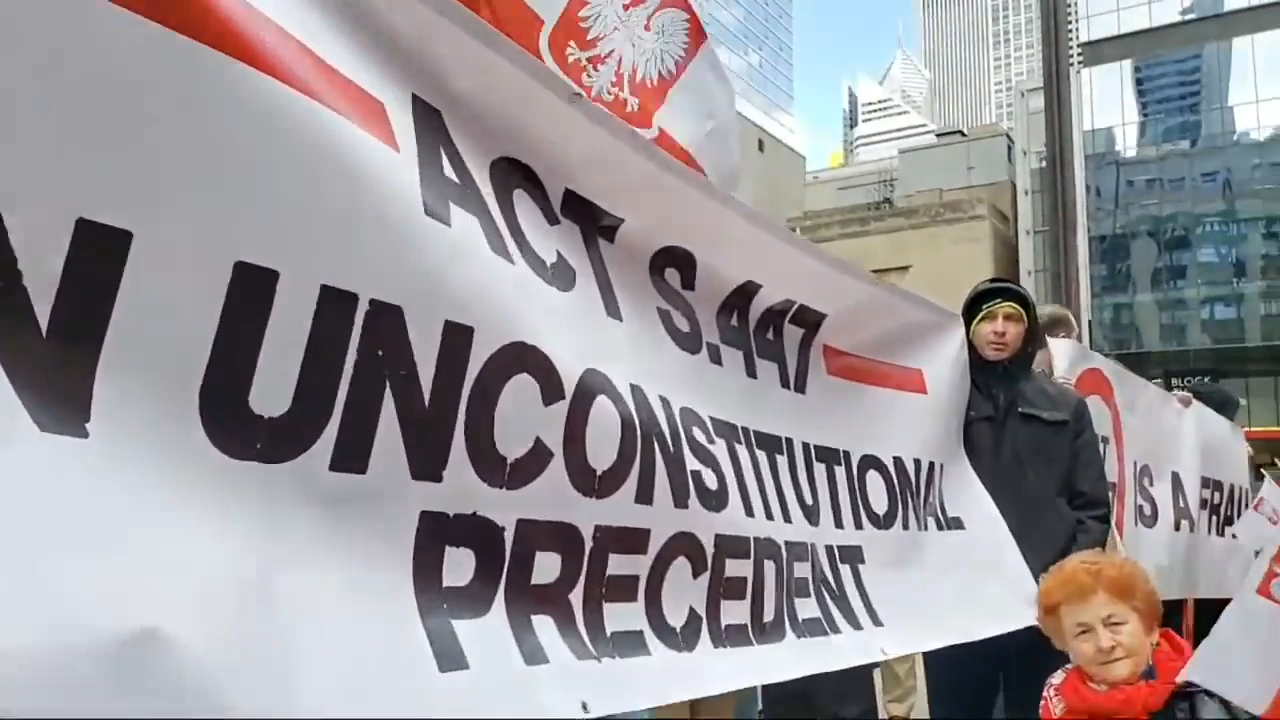 ACT S.447
N UNCONSTITUTIONAL
PRECEDENT
IS A FRAU
BLOCK